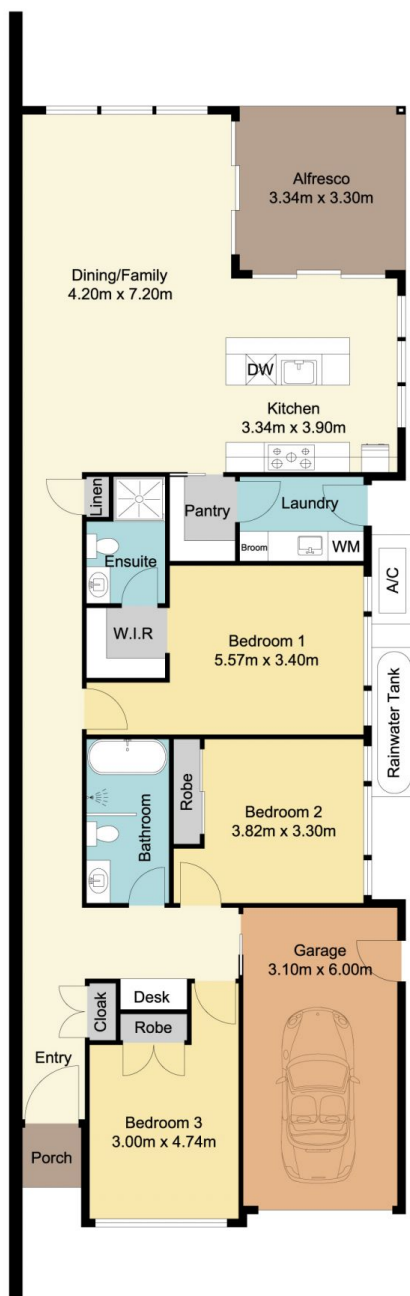 Alfresco
3.34m x 3.30m
Dining/Family
4.20m x 7.20m
DW
Kitchen
3.34m x 3.90m
Linen
Pantry
Laundry
Broom
WM
Ensuite
A/C
W.I.R
Bedroom 1
5.57m x 3.40m
Rainwater Tank
Robe
Bathroom
Bedroom 2
3.82m x 3.30m
Garage
3.10m x 6.00m
Cloak
Desk
Robe
Entry
Bedroom 3
3.00m x 4.74m
Porch